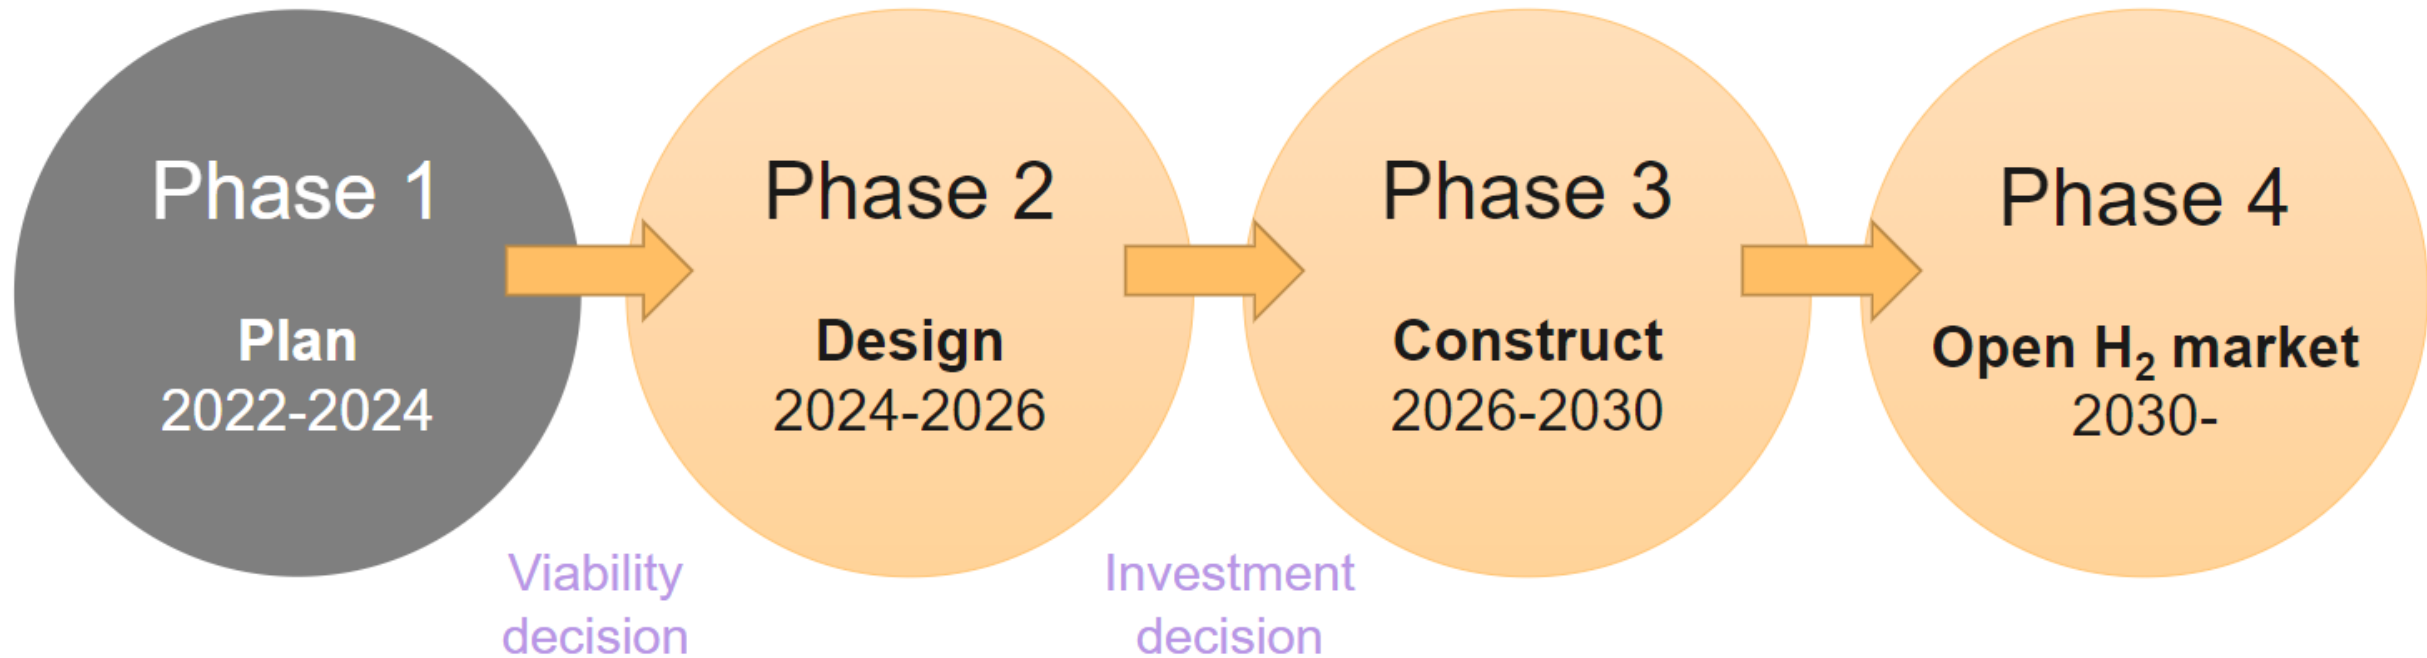 Phase 1
Plan
2022-2024
Viability
decision
Phase 2
Design
2024-2026
Investment
decision
Phase 3
Construct
2026-2030
Phase 4
Open H₂ market
2030-